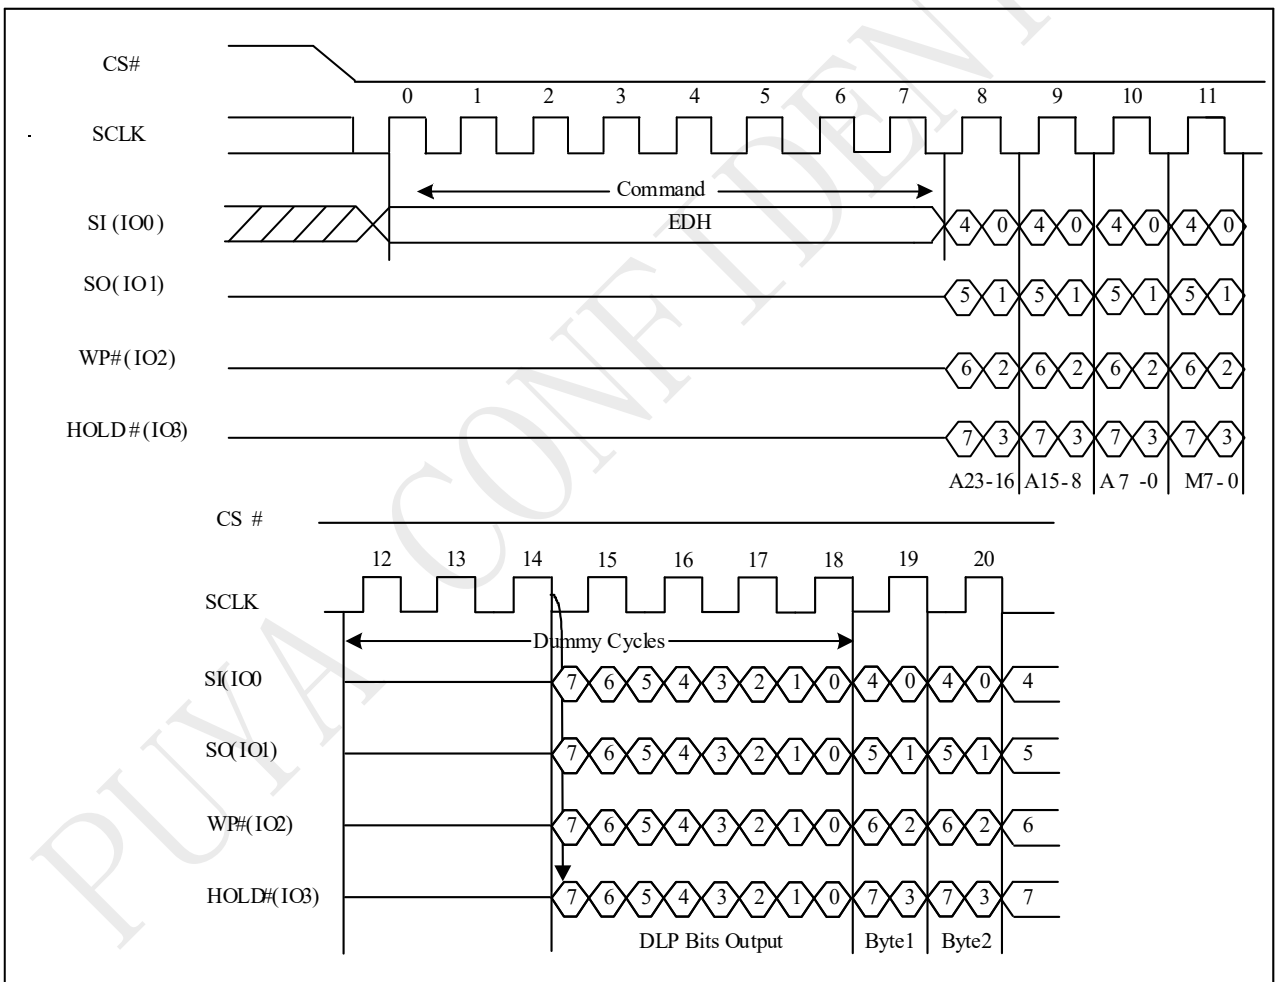 CS#
0 1 2 3 4 5 6 7 8 9 10 11
SCLK
Command
SI (IO0) EDH 4 0 4 0 4 0 4 0
SO( IO1) 5 1 5 1 5 1 5 1
WP# ( IO2) 6 2 6 2 6 2 6 2
HOLD # (IO3) 7 3 7 3 7 3 7 3
A23-16 A15-8 A 7 -0 M7-0
CS #
12 13 14 15 16 17 18 19 20
SCLK
Dummy Cycles
SI(IO0 7 6 5 4 3 2 1 0 4 0 4 0 4
SO(IO1) 7 6 5 4 3 2 1 0 5 1 5 1 5
WP#(IO2) 7 6 5 4 3 2 1 0 6 2 6 2 6
HOLD#(IO3) 7 6 5 4 3 2 1 0 7 3 7 3 7
DLP Bits Output Byte1 Byte2
PUYA CONFIDENT